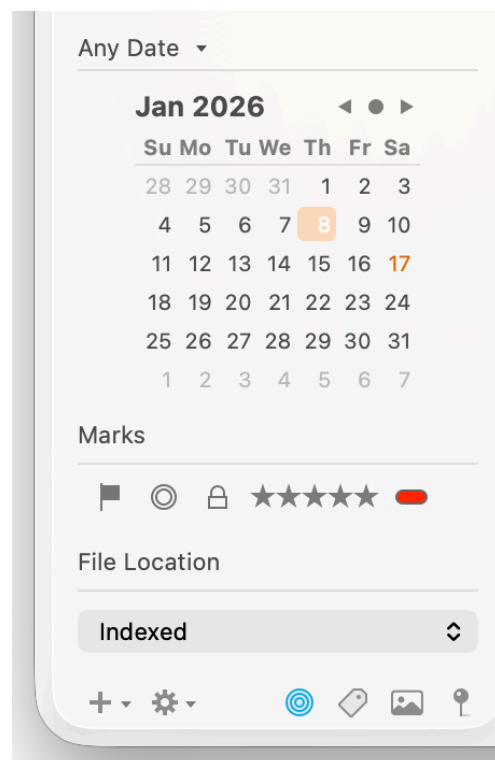 Any Date
Jan 2026
Su Mo Tu We Th Fr Sa
28 29 30 31 1 2 3
4 5 6 7 8 9 10
11 12 13 14 15 16 17
18 19 20 21 22 23 24
25 26 27 28 29 30 31
1 2 3 4 5 6 7
Marks
File Location
Indexed